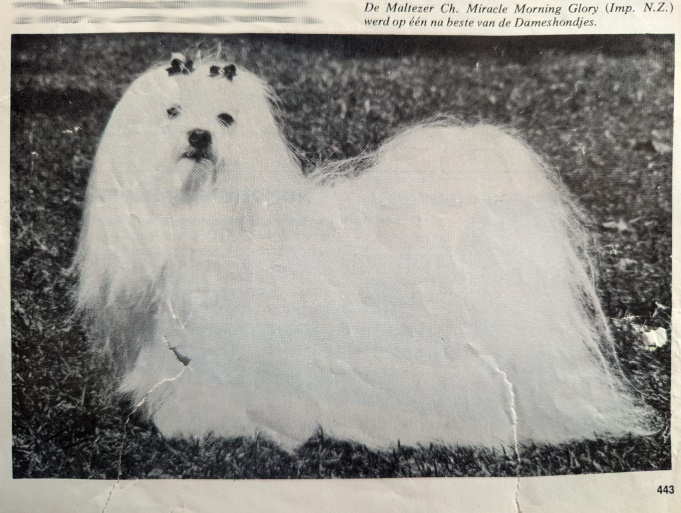 De Maltezer Ch. Miracle Morning Glory (Imp. N.Z.)
werd op één na beste van de Dameshondjes.
443